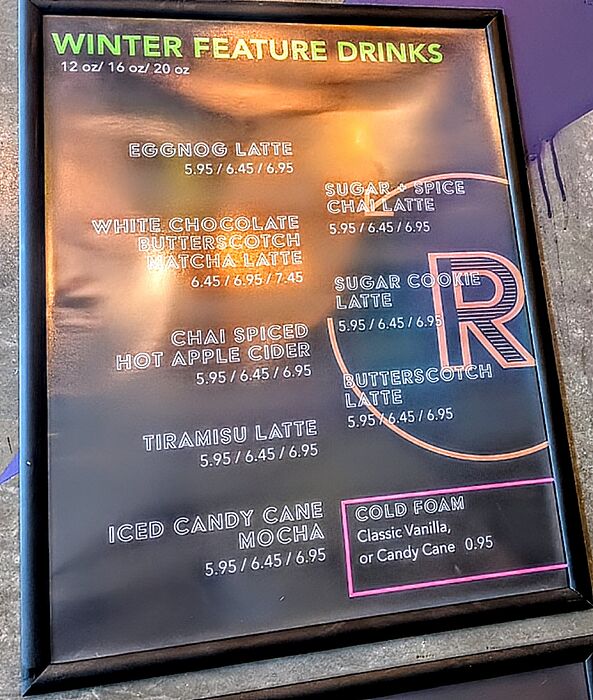 WINTER FEATURE DRINKS
12 oz/ 16 oz/ 20 oz
EGGNOG LATTE
5.95 / 6.45 / 6.95
WHITE CHOCOLATE
BUTTERSCOTCH
MATCHA LATTE
6.45 / 6.95 / 7.45
CHAI SPICED
HOT APPLE CIDER
5.95 / 6.45 / 6.95
TIRAMISU LATTE
5.95 / 6.45 / 6.95
ICED CANDY CANE
MOCHA
5.95 / 6.45 / 6.95
SUGAR + SPICE
CHAI LATTE
5.95 / 6.45 / 6.95
SUGAR COOKIE
LATTE
5.95 / 6.45 / 6.95
R
BUTTERSCOTCH
LATTE
5.95 / 6.45 / 6.95
COLD FOAM
Classic Vanilla,
or Candy Cane 0.95